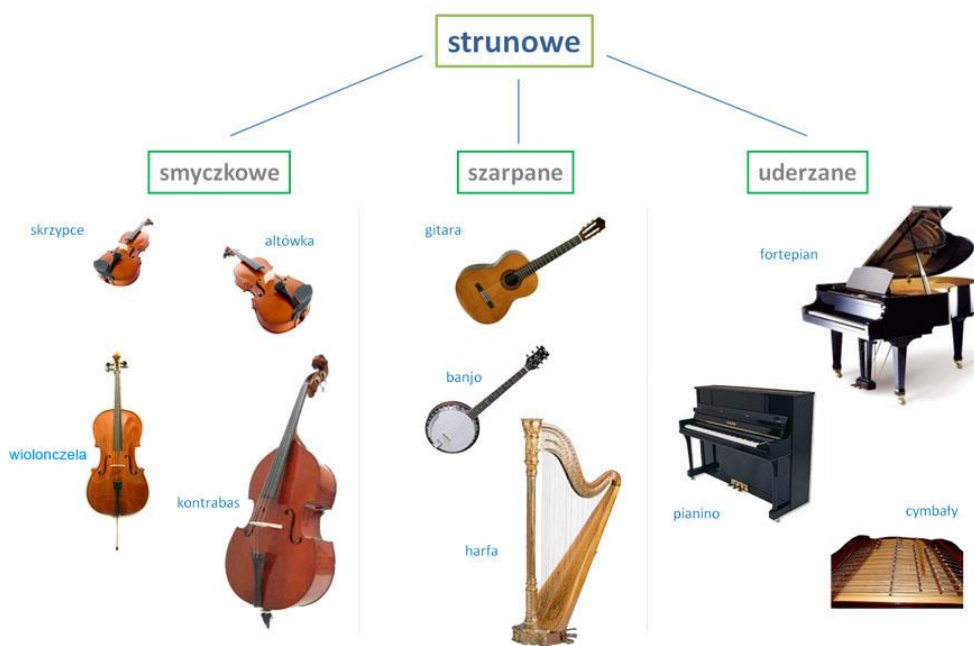 strunowe
smyczkowe
szarpane
uderzane
skrzypce
altówka
wiolonczela
kontrabas
gitara
banjo
harfa
fortepian
pianino
cymbały